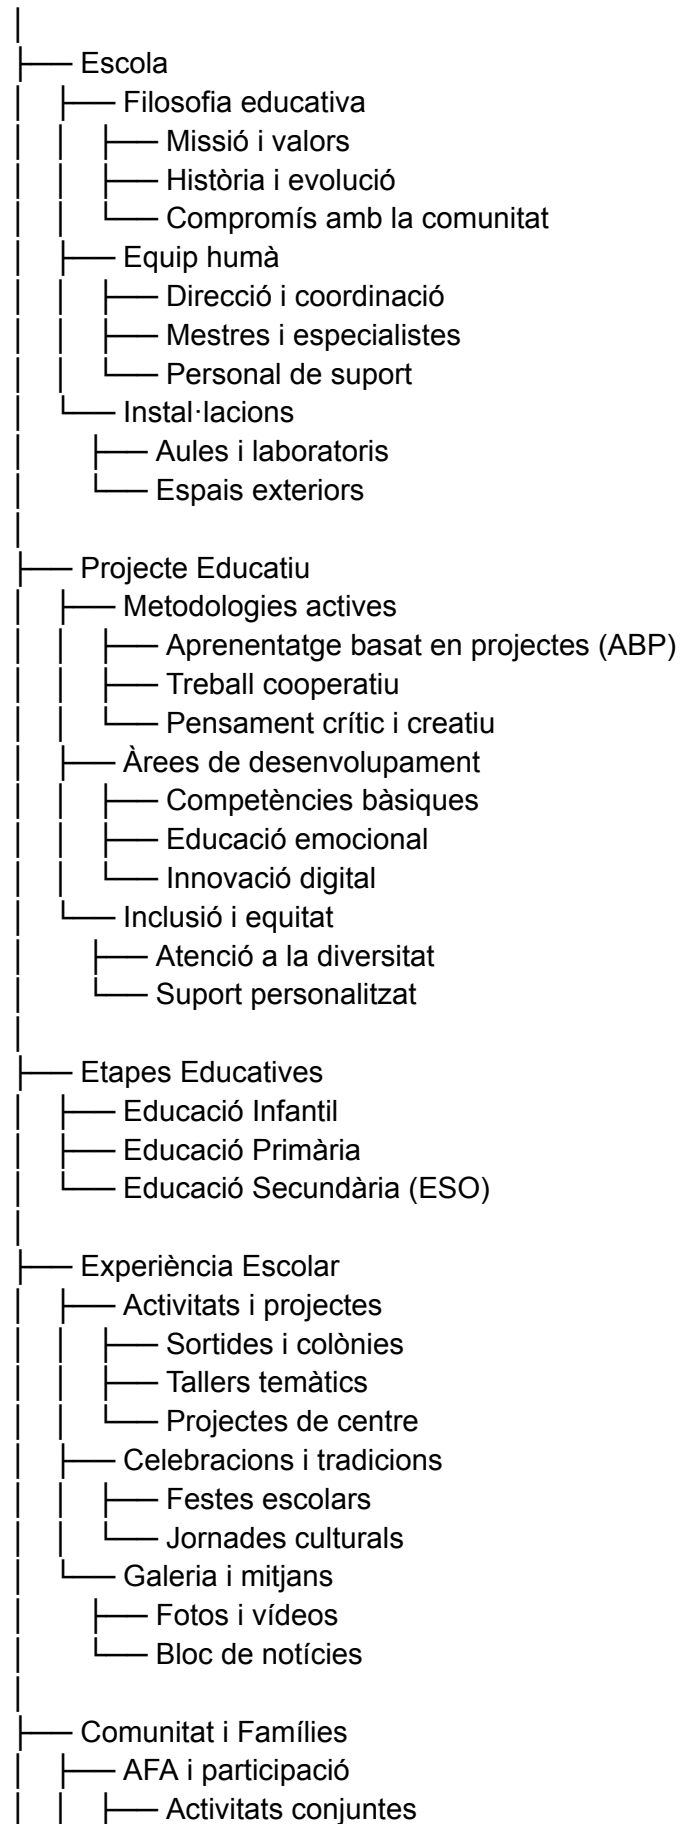 Escola
Filosofia educativa
Missió i valors
Història i evolució
Compromís amb la comunitat
Equip humà
Direcció i coordinació
Mestres i especialistes
Personal de suport
Instal·lacions
Aules i laboratoris
Espais exteriors
Projecte Educatiu
Metodologies actives
Aprenentatge basat en projectes (ABP)
Treball cooperatiu
Pensament crític i creatiu
Àrees de desenvolupament
Competències bàsiques
Educació emocional
Innovació digital
Inclusió i equitat
Atenció a la diversitat
Suport personalitzat
Etapes Educatives
Educació Infantil
Educació Primària
Educació Secundària (ESO)
Experiència Escolar
Activitats i projectes
Sortides i colònies
Tallers temàtics
Projectes de centre
Celebracions i tradicions
Festes escolars
Jornades culturals
Galeria i mitjans
Fotos i vídeos
Bloc de notícies
Comunitat i Famílies
AFA i participació
Activitats conjuntes